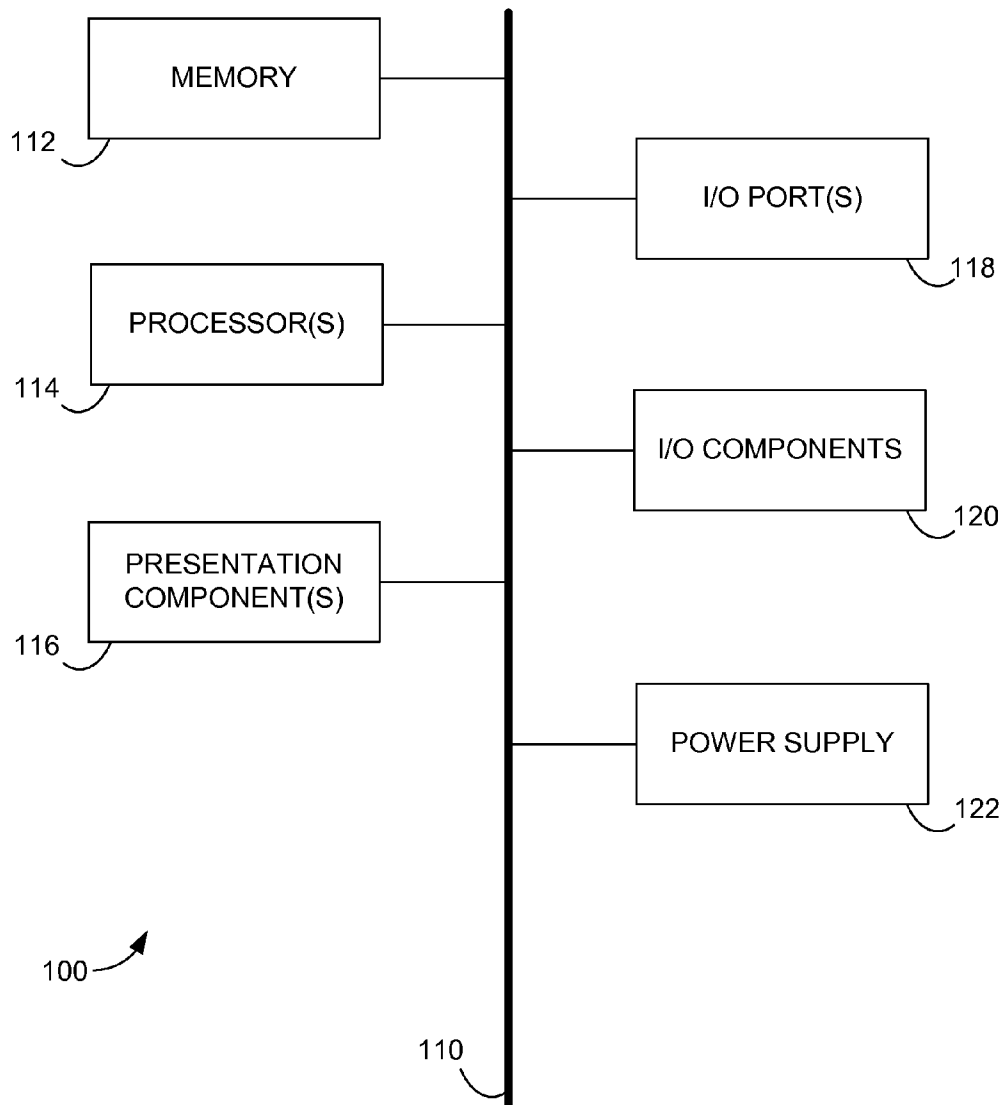 MEMORY
112
I/O PORT(S)
118
PROCESSOR(S)
114
I/O COMPONENTS
120
PRESENTATION
COMPONENT(S)
116
POWER SUPPLY
122
100
110